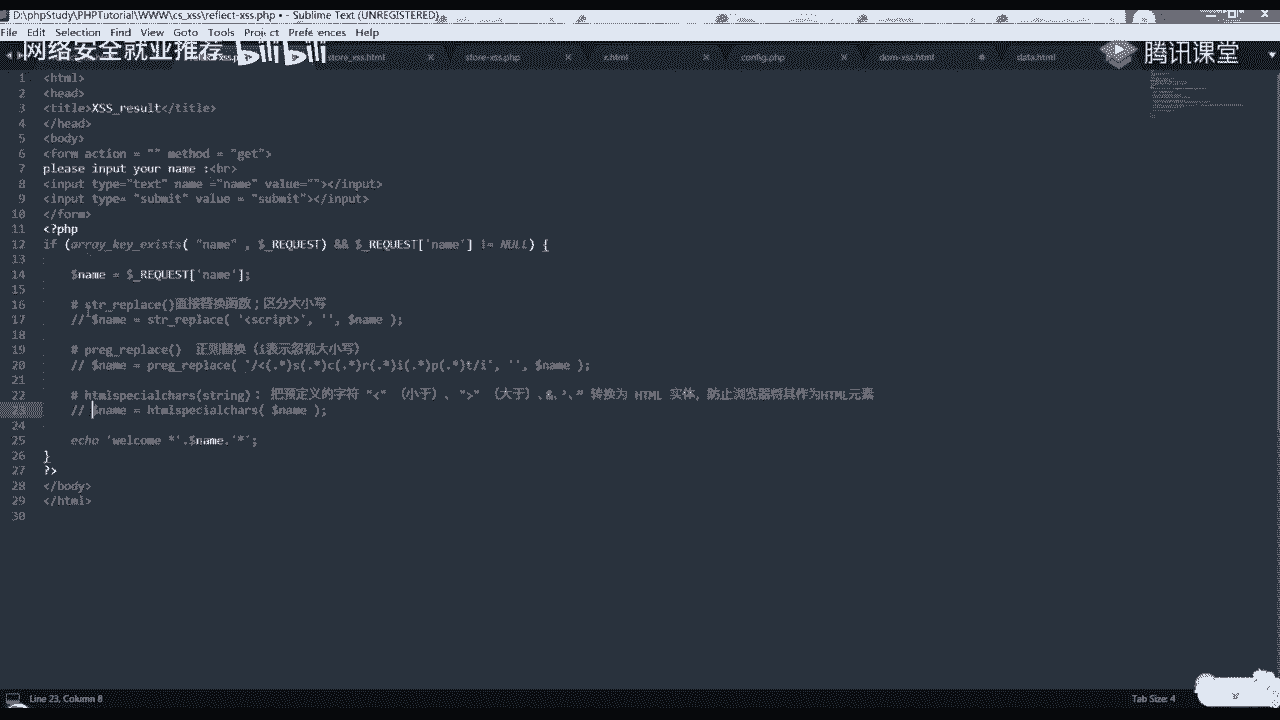 D:\phpStudy\PHPTutorial\WWW\cs_xss\reflect-xss.php • - Sublime Text (UNREGISTERED)
File Edit Selection Find View Goto Tools Project Preferences Help
网络安全就业推荐 bilibili 腾讯课堂
store_xss.html stor-xss.php x.html config.php dom-xss.html data.html
1 <html>
2 <head>
3 <title>XSS_result</title>
4 </head>
5 <body>
6 <form action = "" method = "get">
7 please input your name :<br>
8 <input type="text" name ="name" value=""></input>
9 <input type= "submit" value = "submit"></input>
10 </form>
11 <?php
12 if (array_key_exists( "name" , $_REQUEST) && $_REQUEST['name'] != NULL) {
13
14 $name = $_REQUEST['name'];
15
16 # str_replace()直接替换函数；区分大小写
17 // $name = str_replace( '<script>', '', $name );
18
19 # preg_replace() 正则替换（i表示忽视大小写）
20 // $name = preg_replace( '/<(.*)s(.*)c(.*)r(.*)i(.*)p(.*)t/i', '', $name );
21
22 # htmlspecialchars(string)： 把预定义的字符 "<" （小于）、 ">" （大于）、&、'、" 转换为 HTML 实体，防止浏览器将其作为HTML元素
23 // $name = htmlspecialchars( $name );
24
25 echo 'welcome *'.$name.'*';
26 }
27 ?>
28 </body>
29 </html>
30
Line 23, Column 8 Tab Size: 4